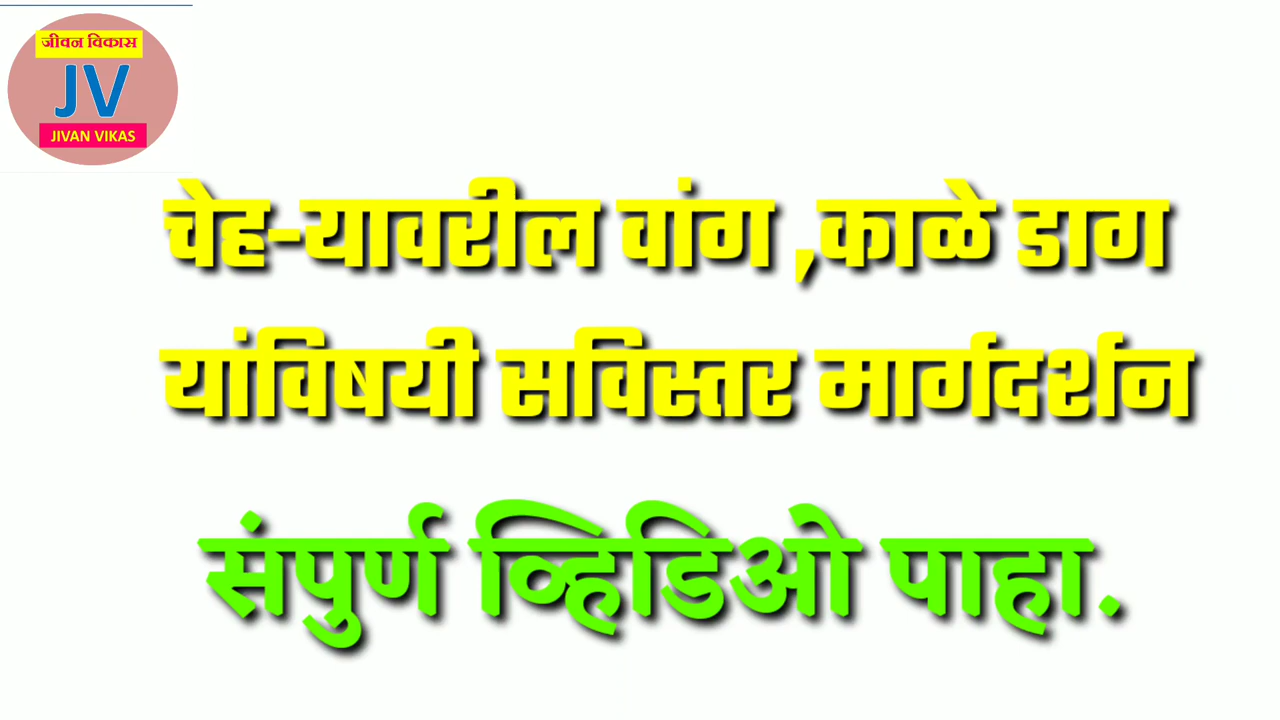 जीवन विकास
JV
JIVAN VIKAS
चेह-यावरील वांग ,काळे डाग
यांविषयी सविस्तर मार्गदर्शन
संपुर्ण व्हिडिओ पाहा.